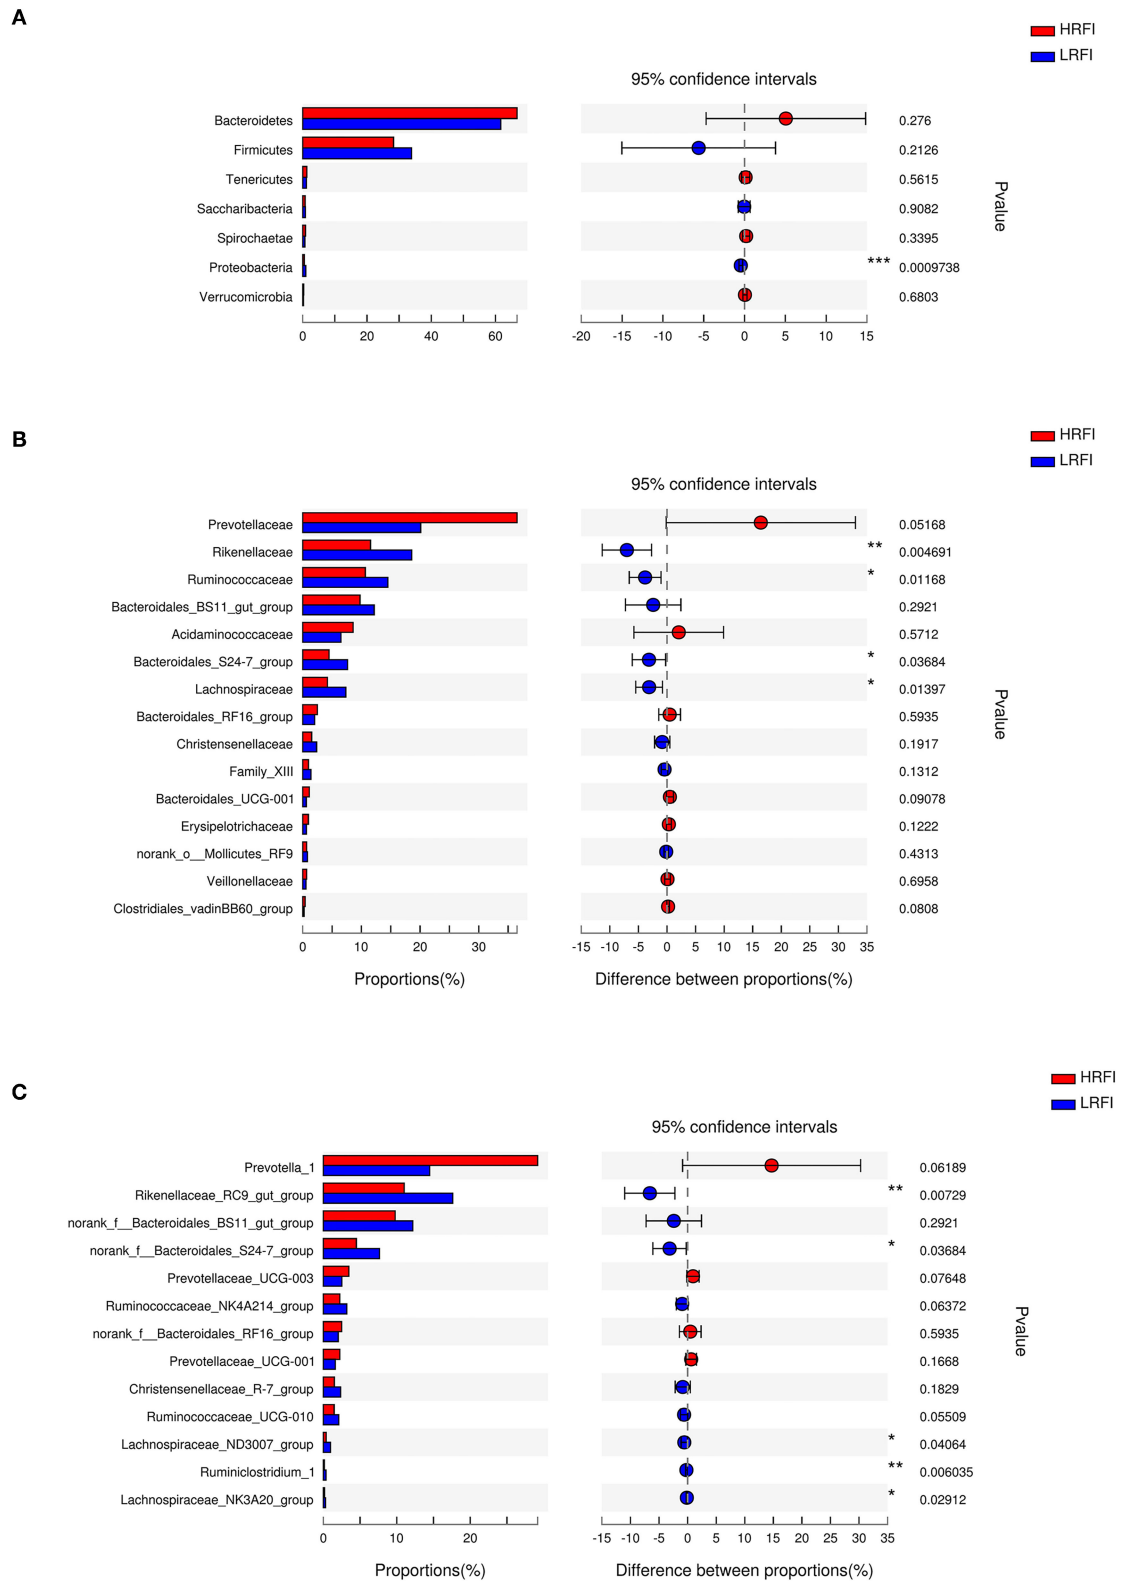 A
HRFI
LRFI
95% confidence intervals
Bacteroidetes 0.276
Firmicutes 0.2126
Tenericutes 0.5615
Saccharibacteria 0.9082
Spirochaetae 0.3395
Proteobacteria *** 0.0009738
Verrucomicrobia 0.6803
Pvalue
0 20 40 60 -20 -15 -10 -5 0 5 10 15
B
HRFI
LRFI
95% confidence intervals
Prevotellaceae 0.05168
Rikenellaceae ** 0.004691
Ruminococcaceae * 0.01168
Bacteroidales_BS11_gut_group 0.2921
Acidaminococcaceae 0.5712
Bacteroidales_S24-7_group * 0.03684
Lachnospiraceae * 0.01397
Bacteroidales_RF16_group 0.5935
Christensenellaceae 0.1917
Family_XIII 0.1312
Bacteroidales_UCG-001 0.09078
Erysipelotrichaceae 0.1222
norank_o__Mollicutes_RF9 0.4313
Veillonellaceae 0.6958
Clostridiales_vadinBB60_group 0.0808
Pvalue
0 10 20 30 -15 -10 -5 0 5 10 15 20 25 30 35
Proportions(%) Difference between proportions(%)
C
HRFI
LRFI
95% confidence intervals
Prevotella_1 0.06189
Rikenellaceae_RC9_gut_group ** 0.00729
norank_f__Bacteroidales_BS11_gut_group 0.2921
norank_f__Bacteroidales_S24-7_group * 0.03684
Prevotellaceae_UCG-003 0.07648
Ruminococcaceae_NK4A214_group 0.06372
norank_f__Bacteroidales_RF16_group 0.5935
Prevotellaceae_UCG-001 0.1668
Christensenellaceae_R-7_group 0.1829
Ruminococcaceae_UCG-010 0.05509
Lachnospiraceae_ND3007_group * 0.04064
Ruminiclostridium_1 ** 0.006035
Lachnospiraceae_NK3A20_group * 0.02912
Pvalue
0 10 20 -15 -10 -5 0 5 10 15 20 25 30 35
Proportions(%) Difference between proportions(%)